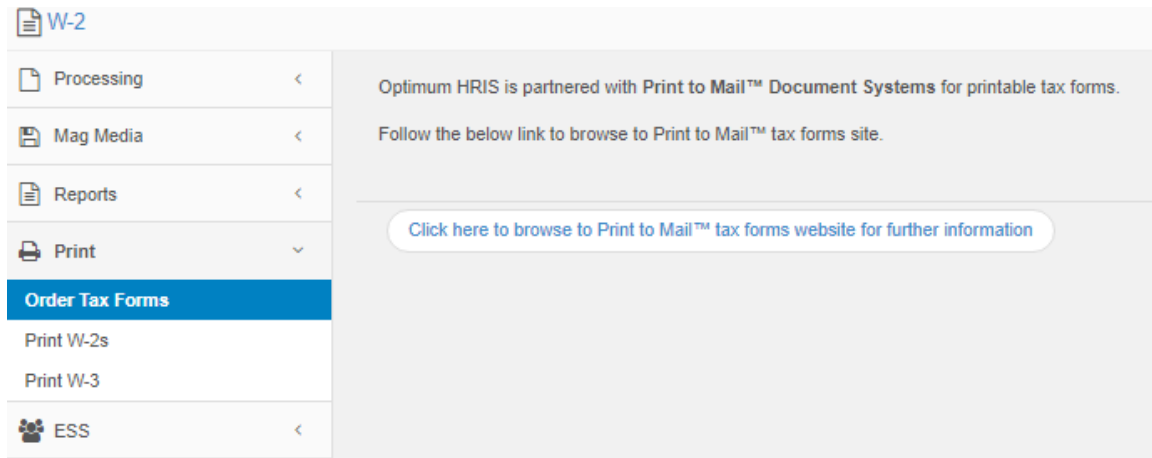 W-2
Processing
Mag Media
Reports
Print
Order Tax Forms
Print W-2s
Print W-3
ESS
Optimum HRIS is partnered with Print to Mail™ Document Systems for printable tax forms.
Follow the below link to browse to Print to Mail™ tax forms site.
Click here to browse to Print to Mail™ tax forms website for further information